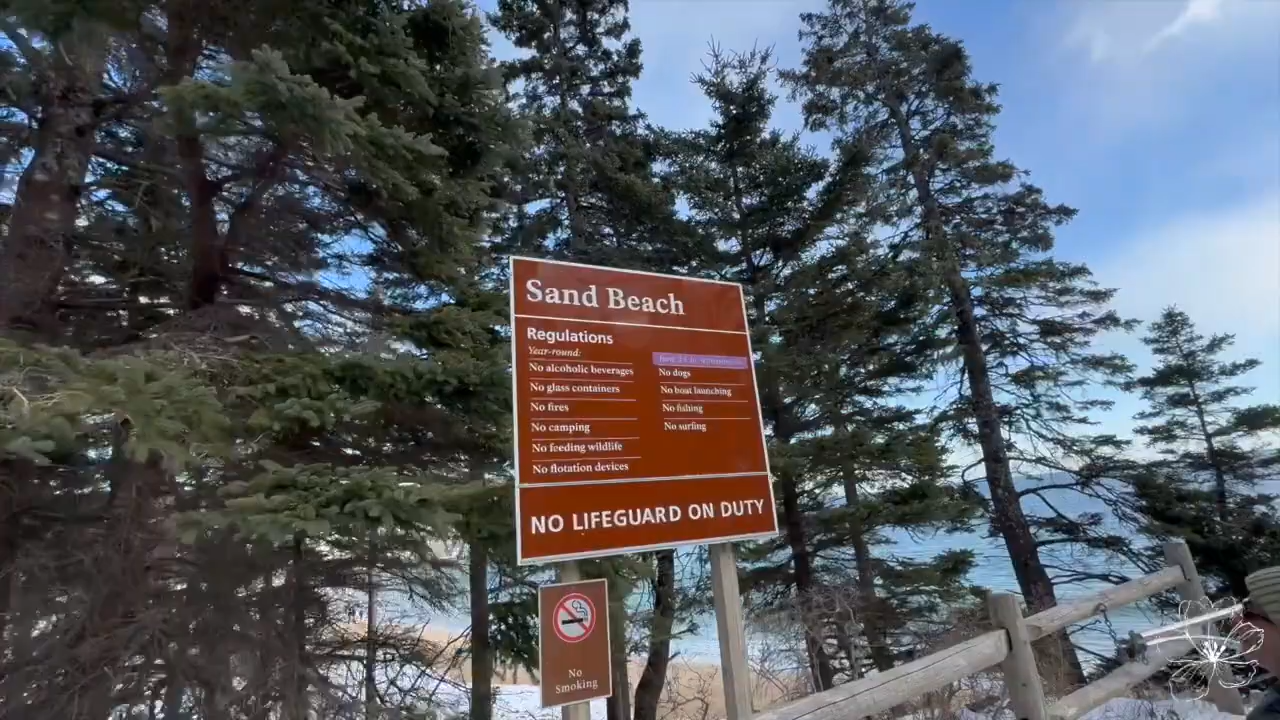 Sand Beach
Regulations
Year-round:
No alcoholic beverages
No glass containers
No fires
No camping
No feeding wildlife
No flotation devices
No dogs
No boat launching
No fishing
No surfing
NO LIFEGUARD ON DUTY
No
Smoking